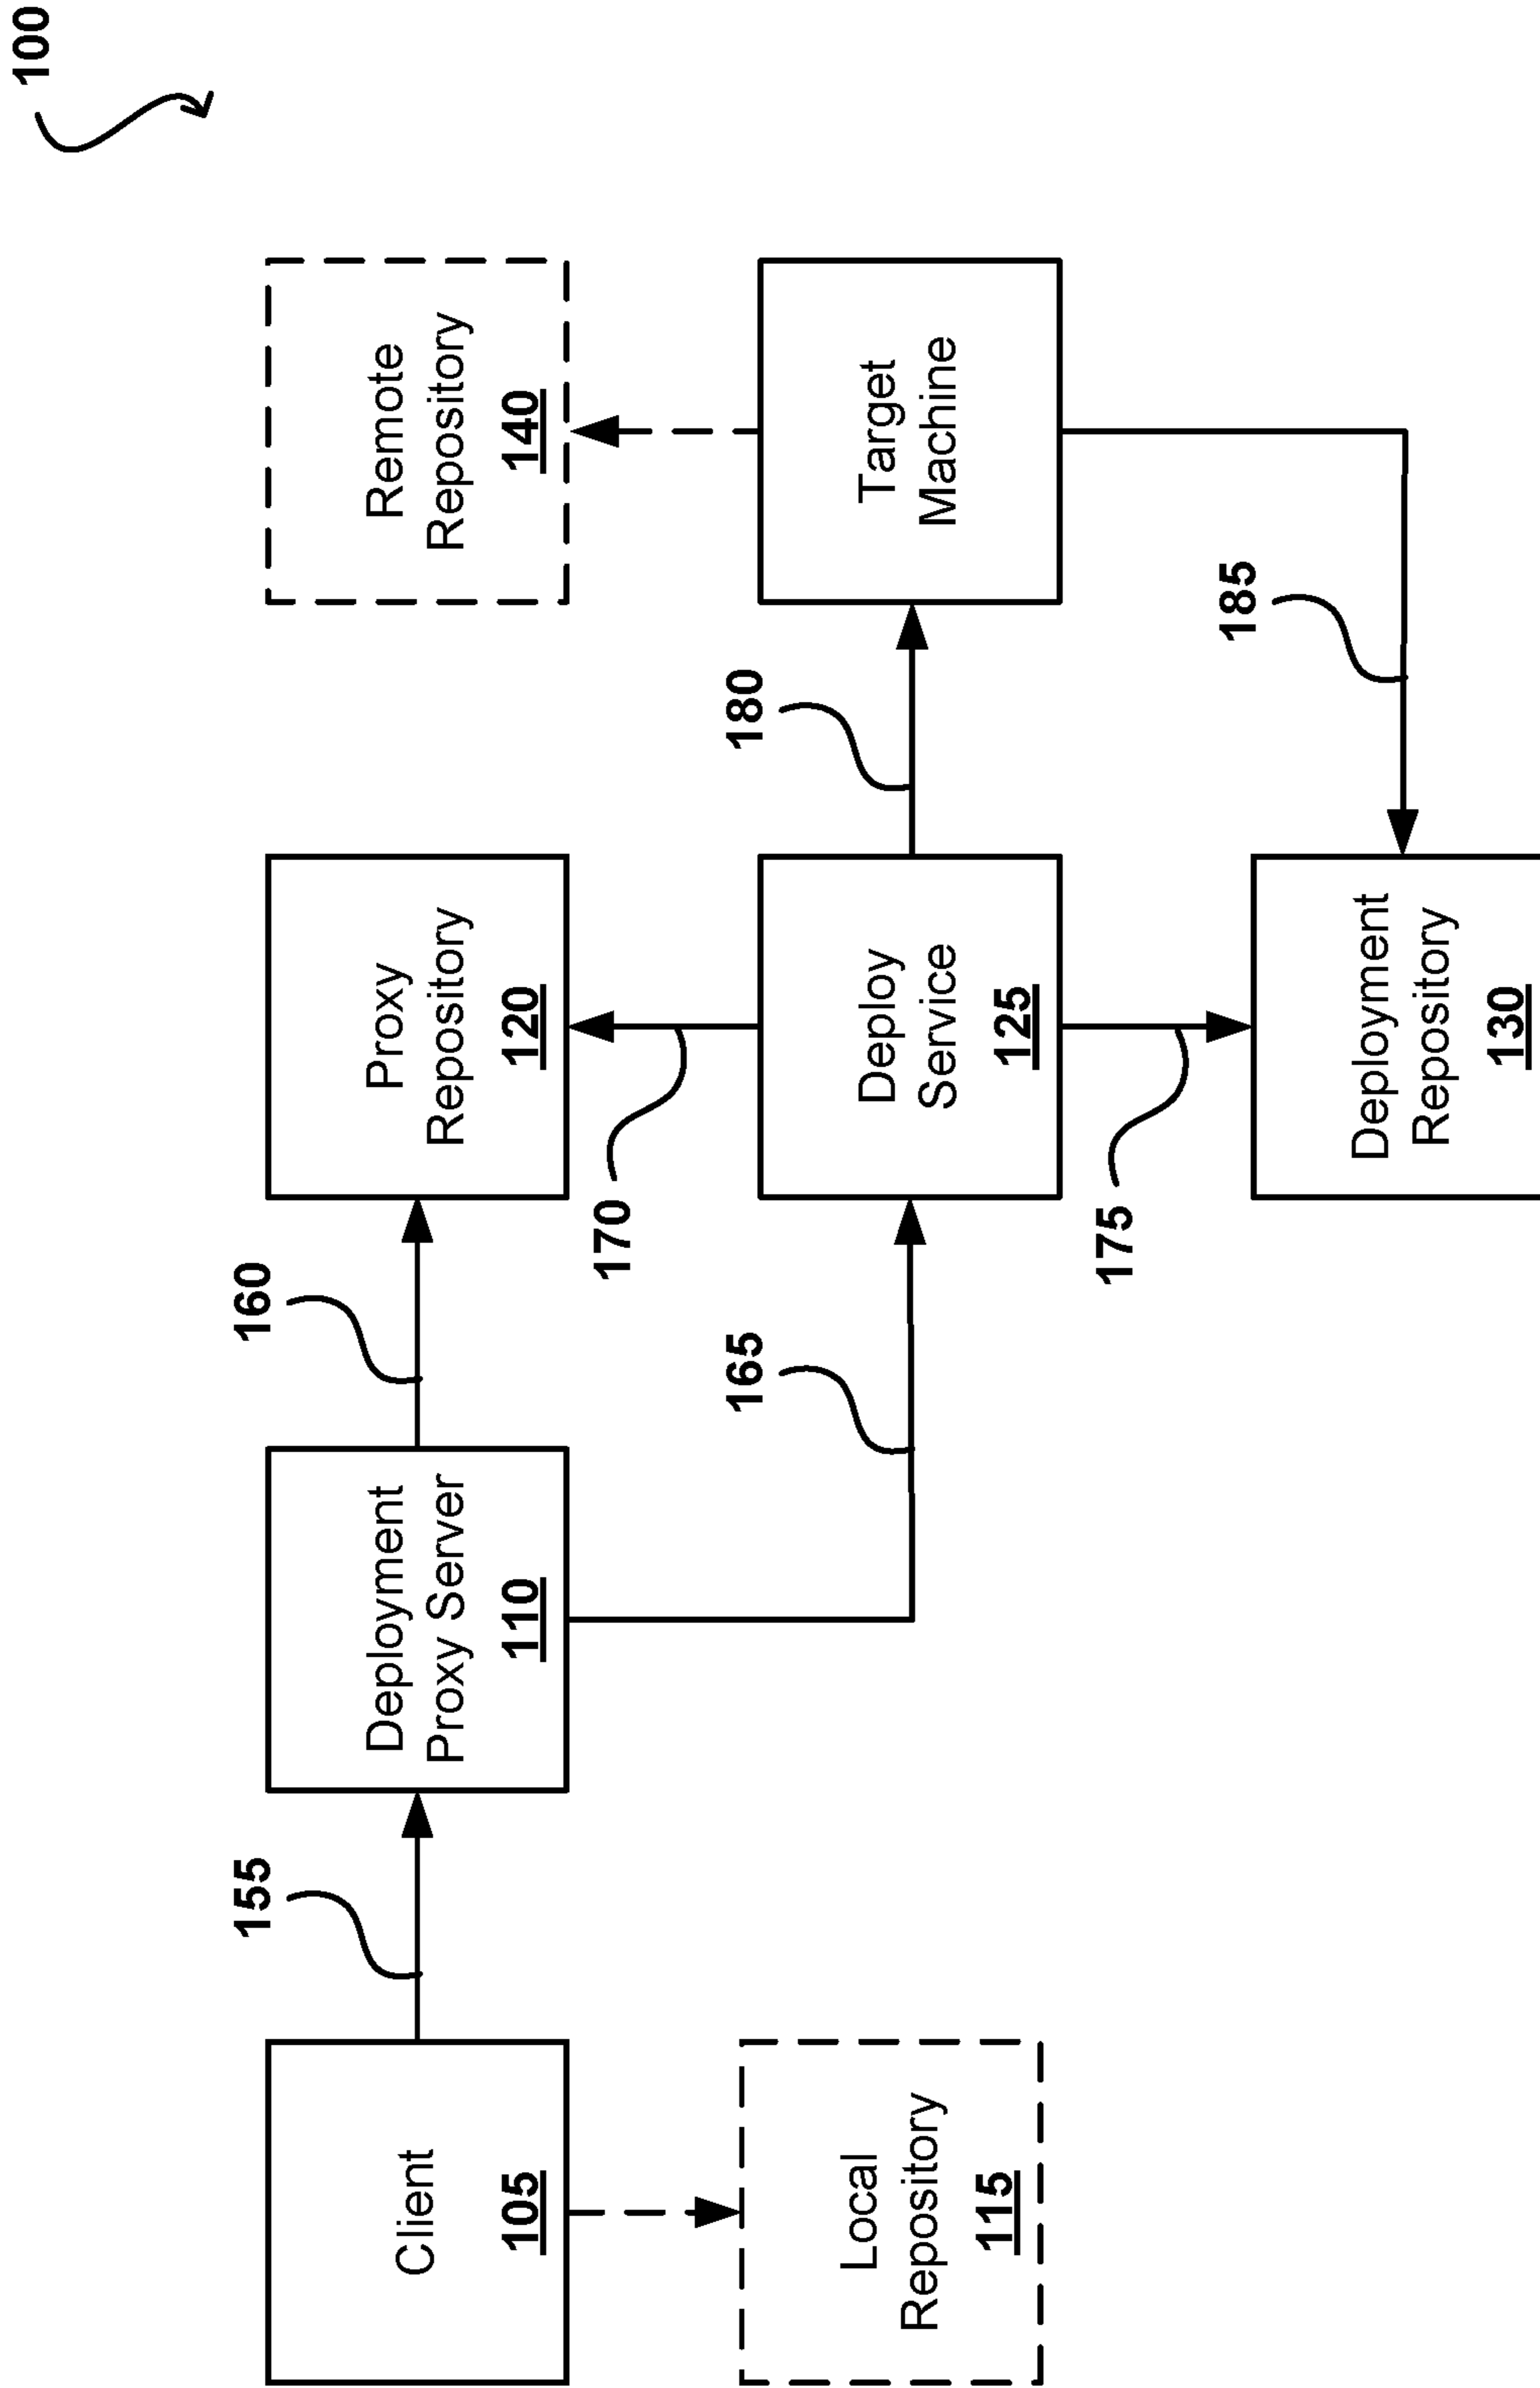 100
155
160
180
185
Client
105
Deployment
Proxy Server
110
Proxy
Repository
120
Remote
Repository
140
170
165
175
Local
Repository
115
Deploy
Service
125
Target
Machine
Deployment
Repository
130